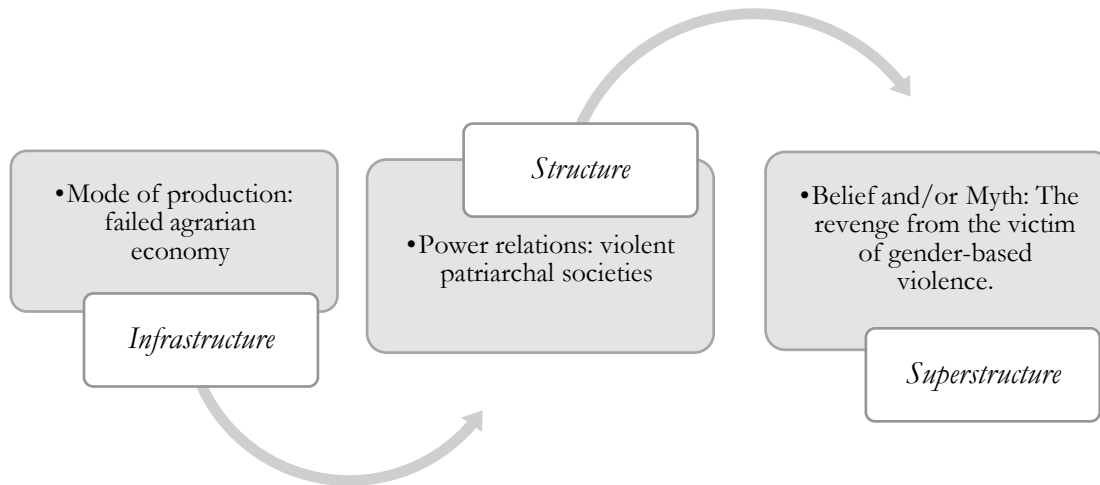 •Mode of production:
failed agrarian
economy
Infrastructure
Structure
•Power relations: violent
patriarchal societies
•Belief and/or Myth: The
revenge from the victim
of gender-based
violence.
Superstructure